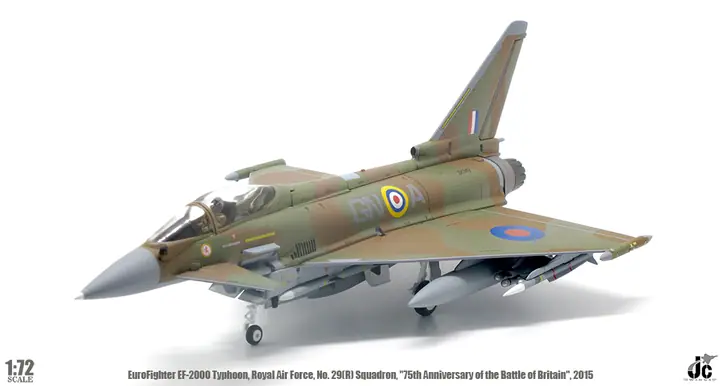 GN A
1:72
SCALE
EuroFighter EF-2000 Typhoon, Royal Air Force, No. 29(R) Squadron, "75th Anniversary of the Battle of Britain", 2015
JC
WINGS